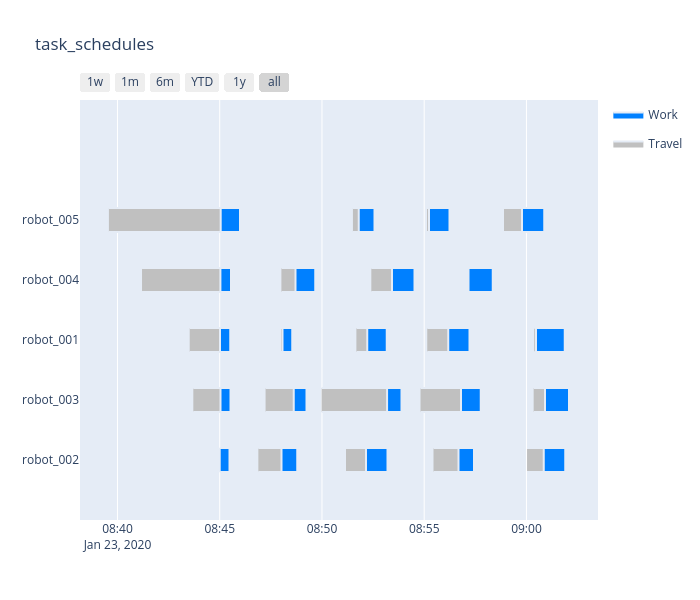 task_schedules
1w 1m 6m YTD 1y all
Work
Travel
robot_005
robot_004
robot_001
robot_003
robot_002
08:40 08:45 08:50 08:55 09:00
Jan 23, 2020